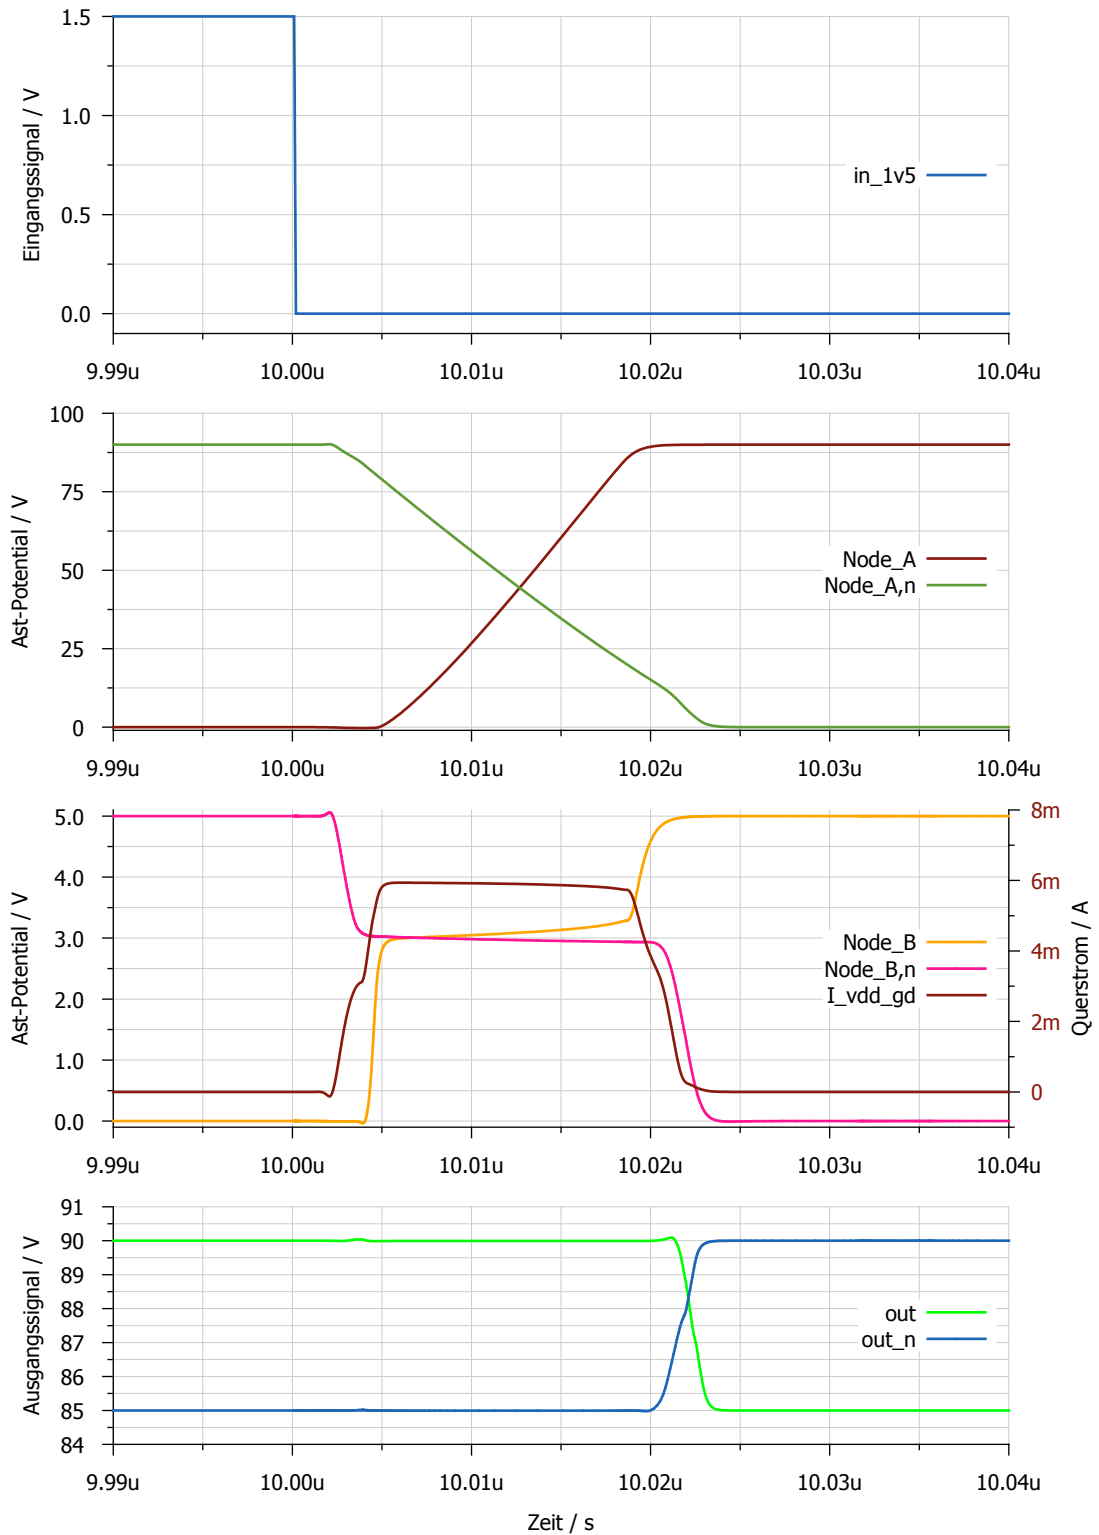 Eingangssignal / V
1.5
1.0
0.5
0.0
in_1v5
9.99u 10.00u 10.01u 10.02u 10.03u 10.04u
Ast-Potential / V
100
75
50
25
0
Node_A
Node_A,n
9.99u 10.00u 10.01u 10.02u 10.03u 10.04u
Ast-Potential / V
5.0
4.0
3.0
2.0
1.0
0.0
Node_B
Node_B,n
I_vdd_gd
8m
6m
4m
2m
0
Querstrom / A
9.99u 10.00u 10.01u 10.02u 10.03u 10.04u
Ausgangssignal / V
91
90
89
88
87
86
85
84
out
out_n
9.99u 10.00u 10.01u 10.02u 10.03u 10.04u
Zeit / s